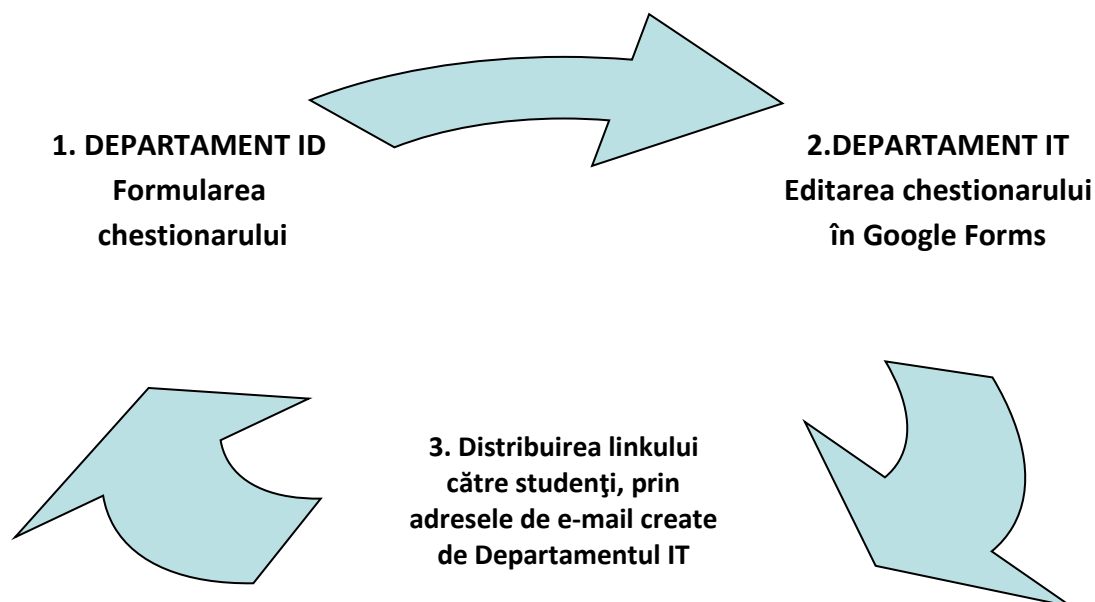 1. DEPARTAMENT ID
Formularea
chestionarului
2.DEPARTAMENT IT
Editarea chestionarului
în Google Forms
3. Distribuirea linkului
către studenţi, prin
adresele de e-mail create
de Departamentul IT